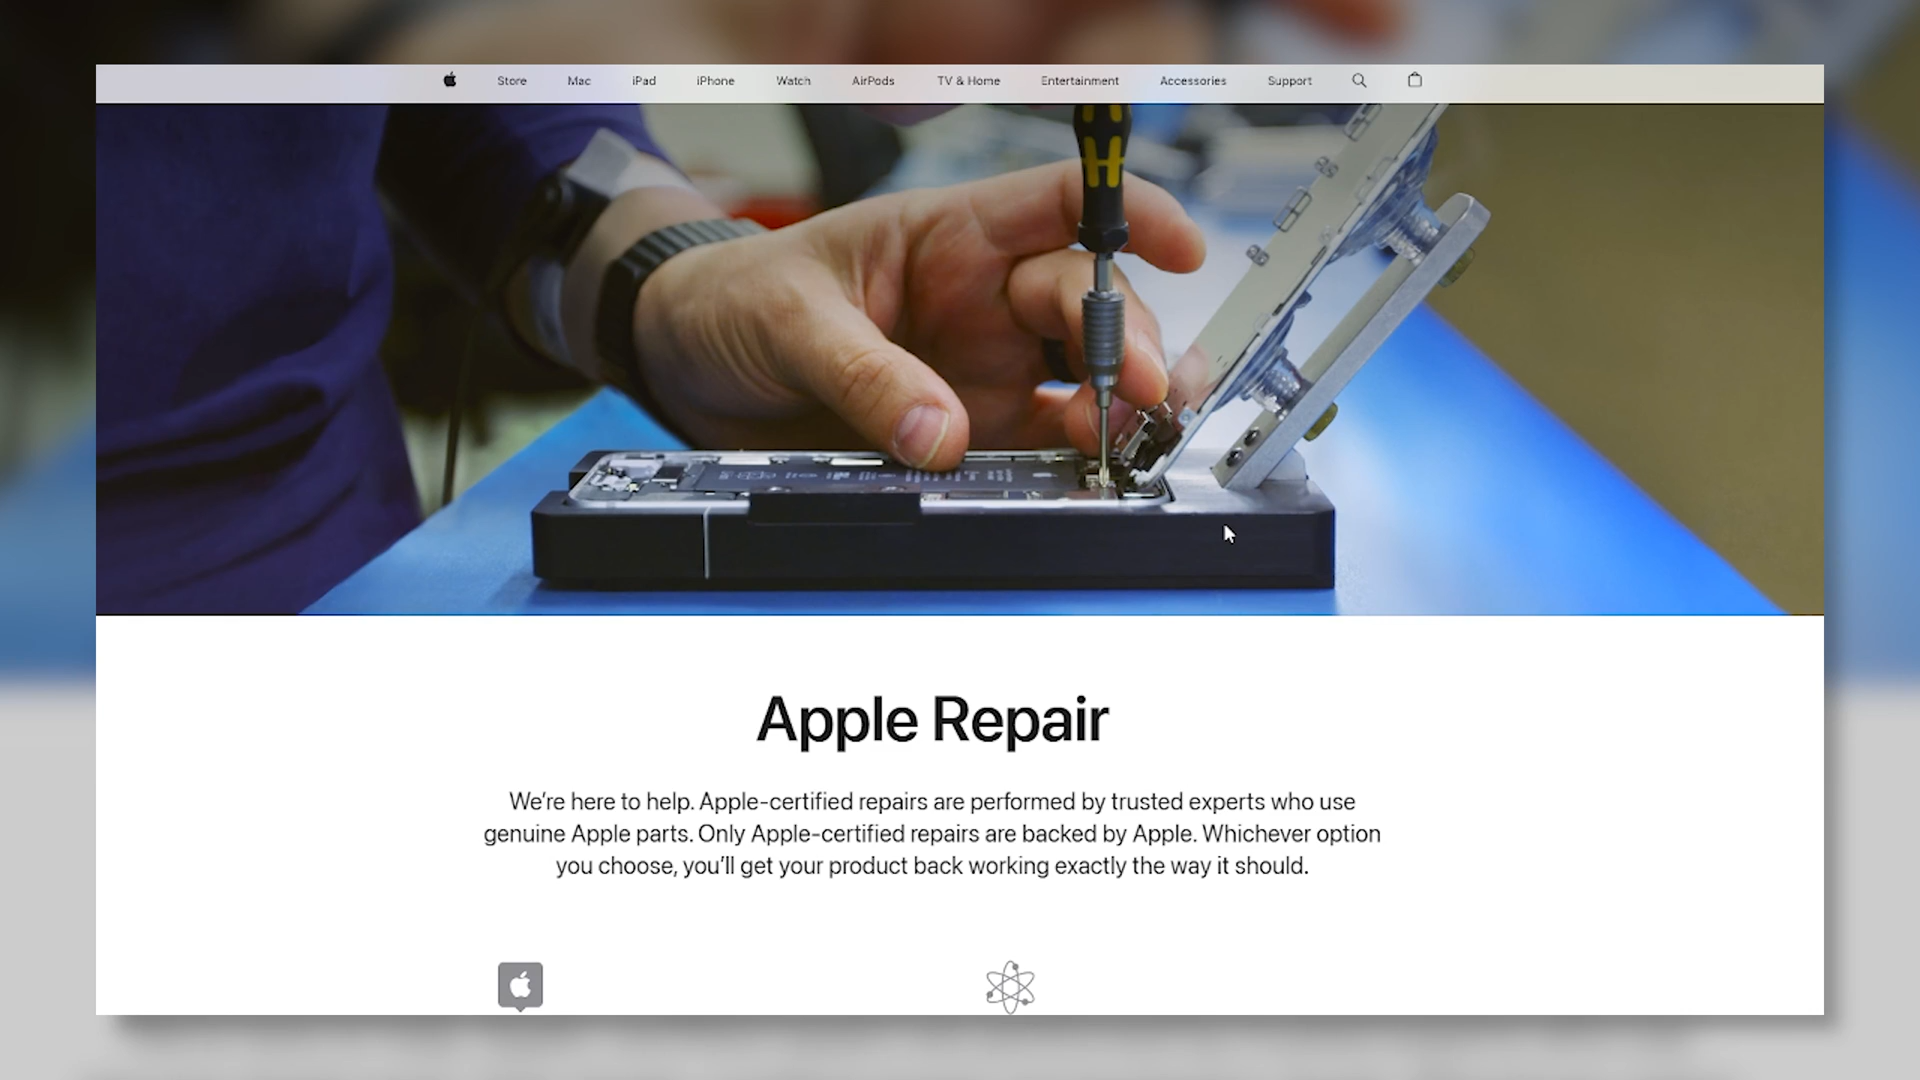 Store Mac iPad iPhone Watch AirPods TV & Home Entertainment Accessories Support
Apple Repair
We’re here to help. Apple-certified repairs are performed by trusted experts who use
genuine Apple parts. Only Apple-certified repairs are backed by Apple. Whichever option
you choose, you’ll get your product back working exactly the way it should.